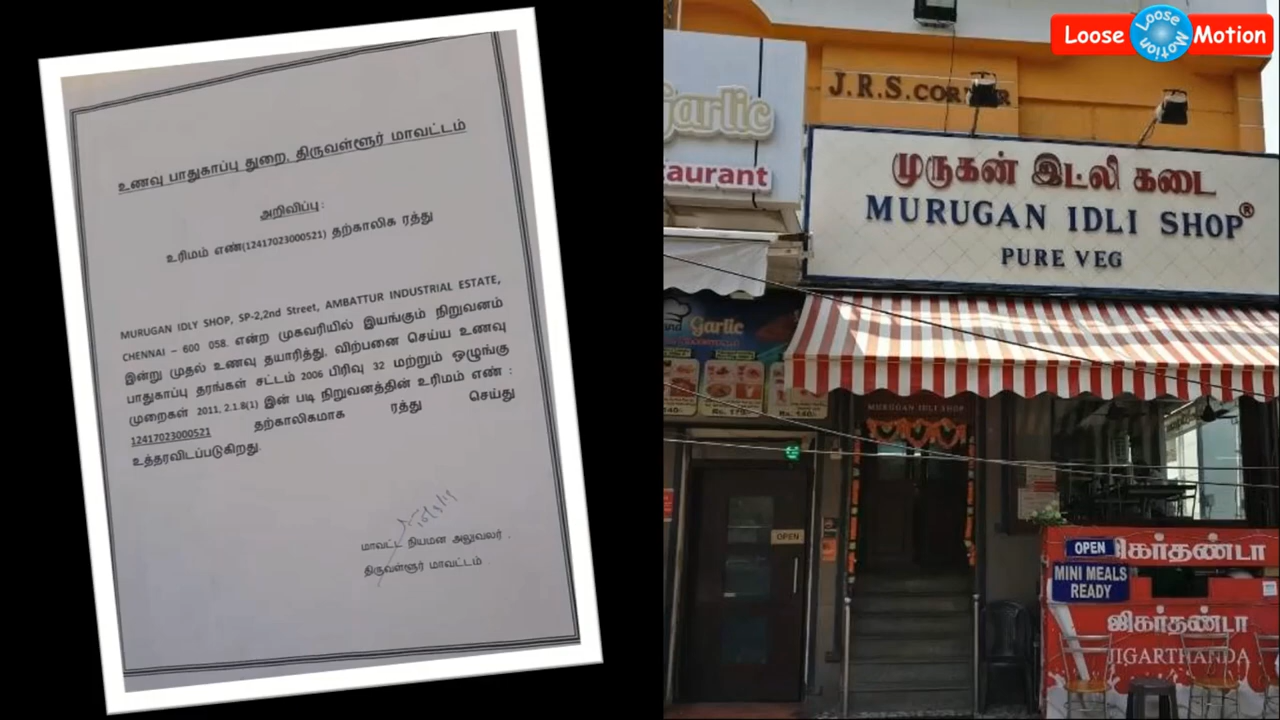 உணவு பாதுகாப்பு துறை, திருவள்ளூர் மாவட்டம்
அறிவிப்பு:
உரிமம் எண்(12417023000521) தற்காலிக ரத்து
MURUGAN IDLY SHOP, SP-2,2nd Street, AMBATTUR INDUSTRIAL ESTATE,
CHENNAI – 600 058. என்ற முகவரியில் இயங்கும் நிறுவனம்
இன்று முதல் உணவு தயாரித்து, விற்பனை செய்ய உணவு
பாதுகாப்பு தரங்கள் சட்டம் 2006 பிரிவு 32 மற்றும் ஒழுங்கு
முறைகள் 2011, 2.1.8(1) இன் படி நிறுவனத்தின் உரிமம் எண் :
12417023000521 தற்காலிகமாக ரத்து செய்து
உத்தரவிடப்படுகிறது.
மாவட்ட நியமன அலுவலர்.
திருவள்ளூர் மாவட்டம்
Loose Loose Motion Motion
J.R.S.
Garlic
taurant
முருகன் இட்லி கடை
MURUGAN IDLI SHOP®
PURE VEG
Garlic
MURUGAN IDLI SHOP
OPEN
OPEN
ஜிகர்தண்டா
MINI MEALS
READY
ஜிகர்தண்டா
JIGARTHANDA